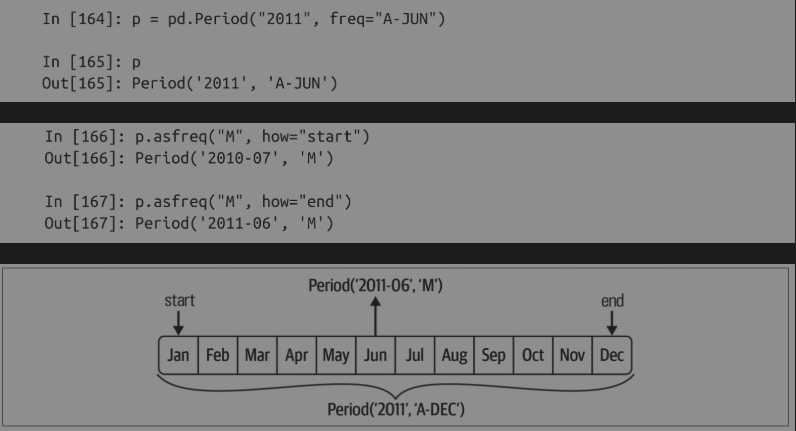 In [164]: p = pd.Period("2011", freq="A-JUN")
In [165]: p
Out[165]: Period('2011', 'A-JUN')
In [166]: p.asfreq("M", how="start")
Out[166]: Period('2010-07', 'M')
In [167]: p.asfreq("M", how="end")
Out[167]: Period('2011-06', 'M')
Period('2011-06', 'M')
start end
Jan Feb Mar Apr May Jun Jul Aug Sep Oct Nov Dec
Period('2011', 'A-DEC')